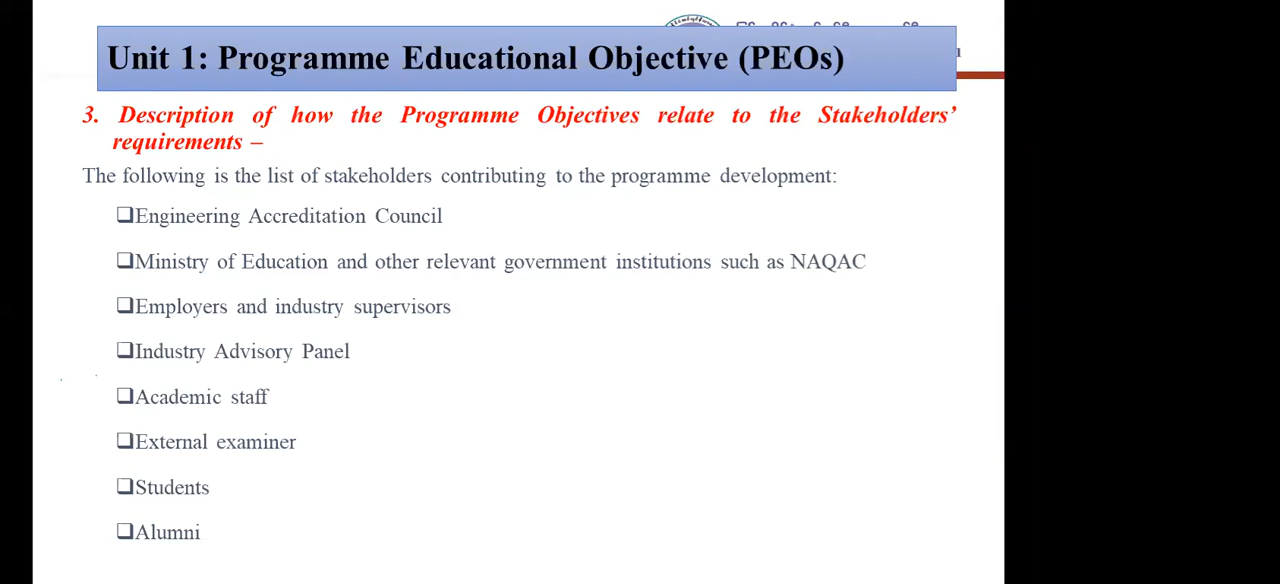 Unit 1: Programme Educational Objective (PEOs)
3. Description of how the Programme Objectives relate to the Stakeholders’
requirements –
The following is the list of stakeholders contributing to the programme development:
❑Engineering Accreditation Council
❑Ministry of Education and other relevant government institutions such as NAQAC
❑Employers and industry supervisors
❑Industry Advisory Panel
❑Academic staff
❑External examiner
❑Students
❑Alumni